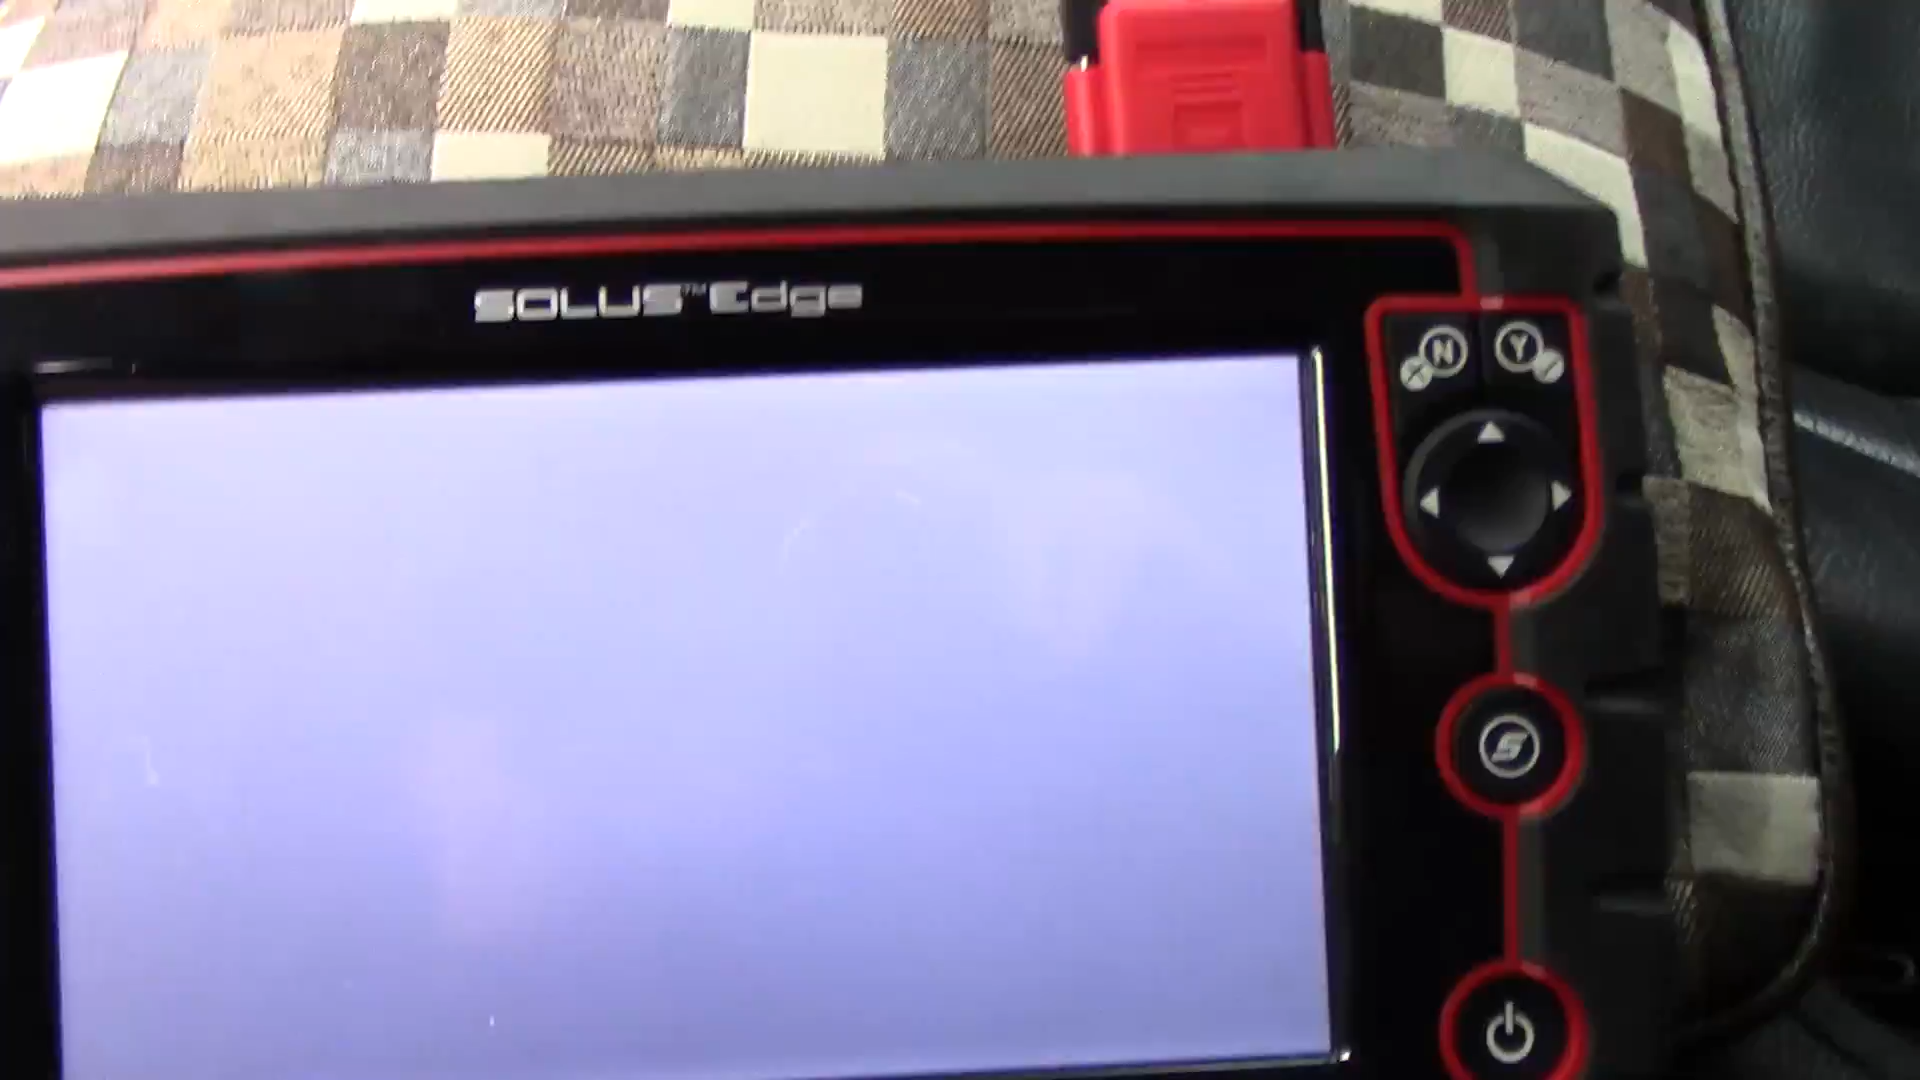 SOLUS™ Edge
N Y
X ✓
S